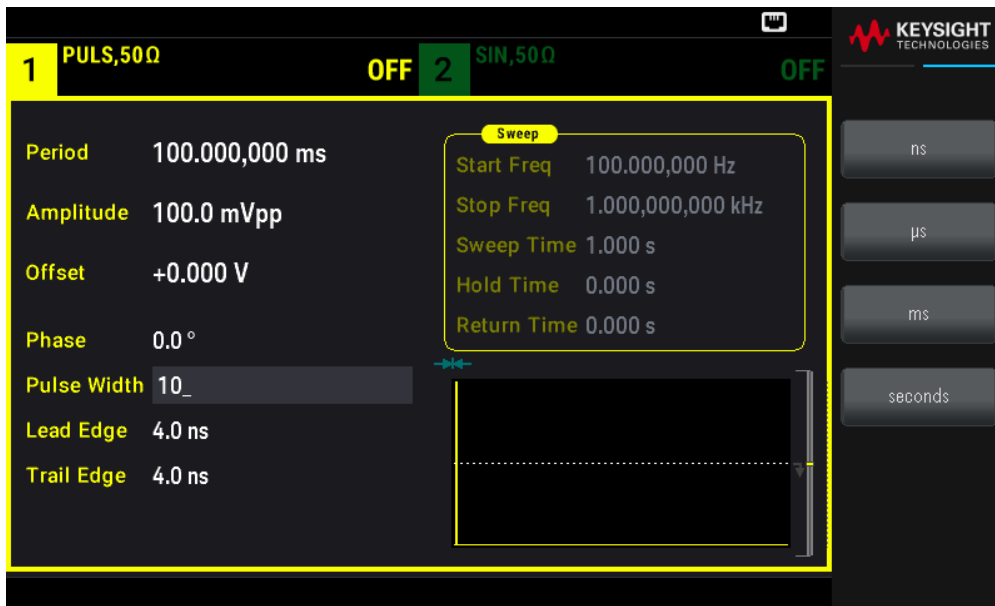 KEYSIGHT
TECHNOLOGIES
1 PULS,50Ω OFF
2 SIN,50Ω OFF
Period 100.000,000 ms
Amplitude 100.0 mVpp
Offset +0.000 V
Phase 0.0 °
Pulse Width 10_
Lead Edge 4.0 ns
Trail Edge 4.0 ns
Sweep
Start Freq 100.000,000 Hz
Stop Freq 1.000,000,000 kHz
Sweep Time 1.000 s
Hold Time 0.000 s
Return Time 0.000 s
ns
µs
ms
seconds